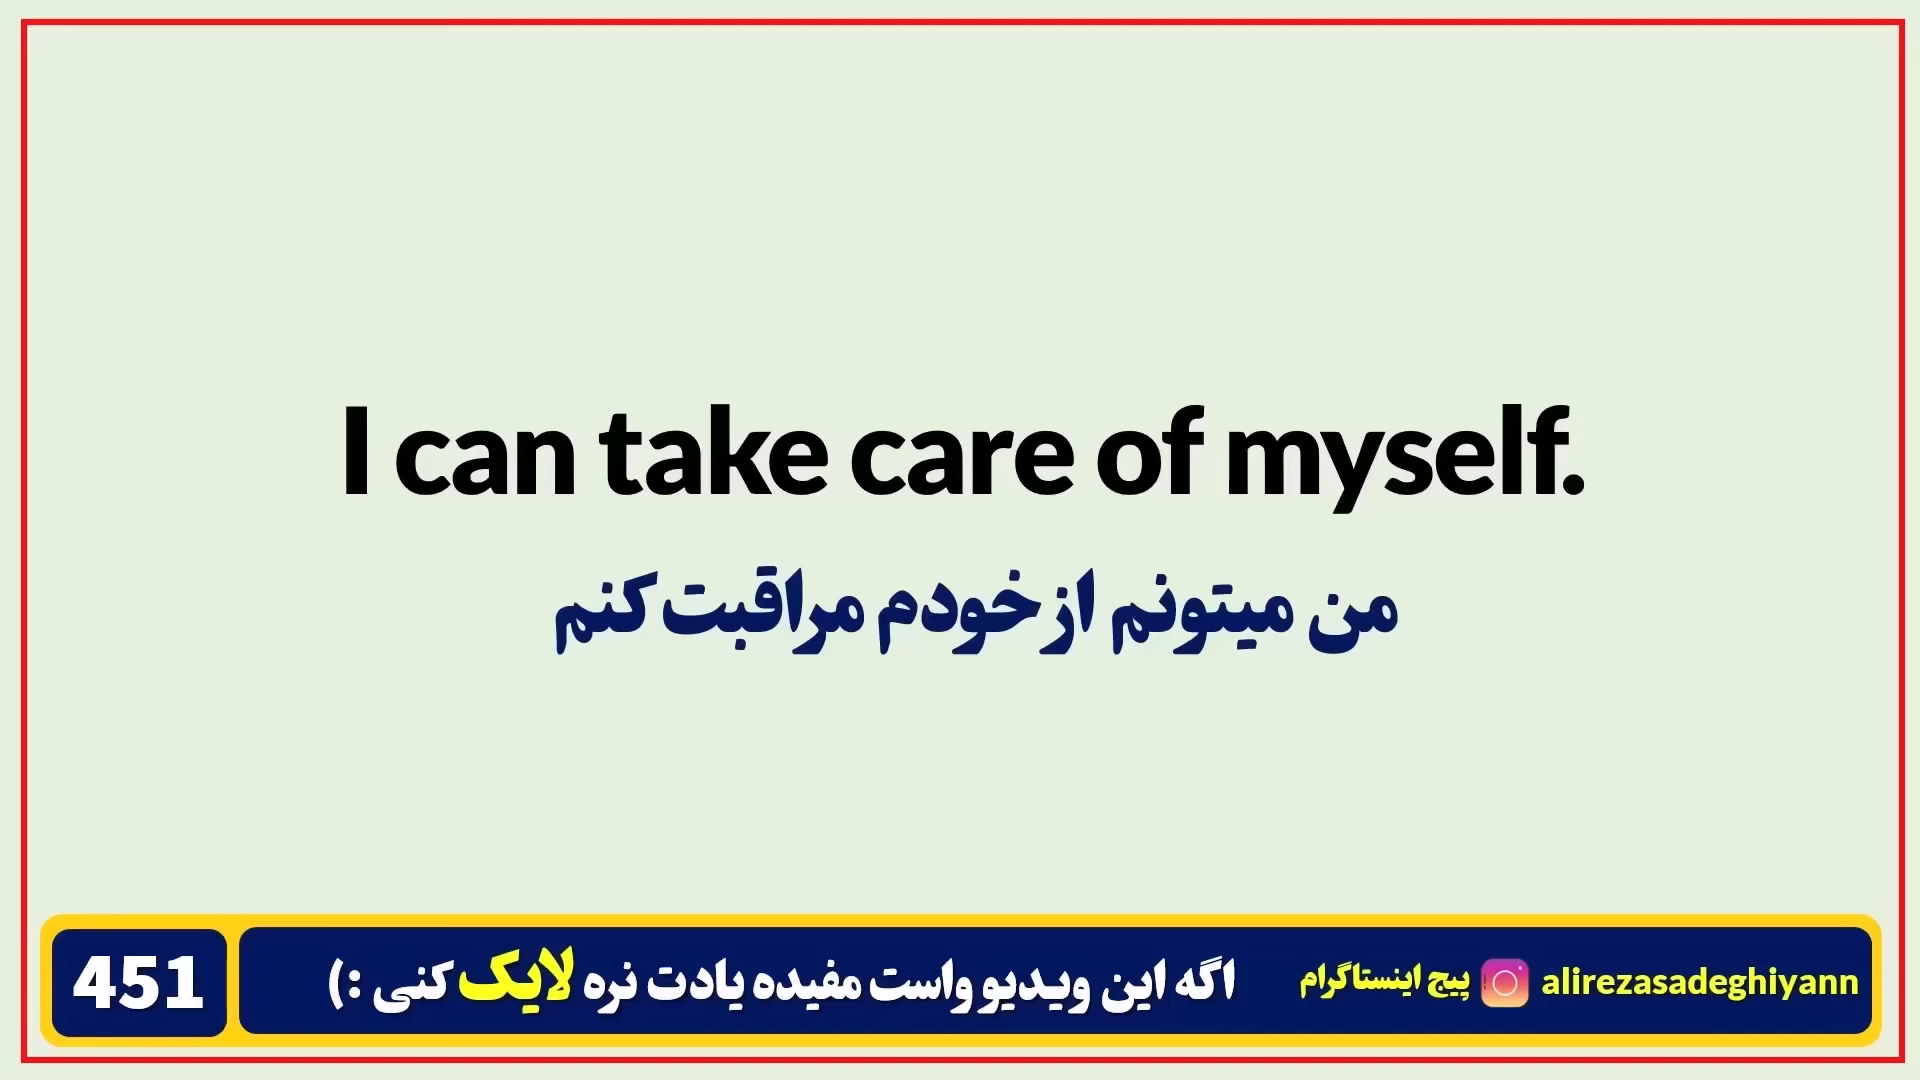 I can take care of myself.
من میتونم از خودم مراقبت کنم
451
اگه این ویدیو واست مفیده یادت نره لایک کنی :)
پیج اینستاگرام
alirezasadeghiyann